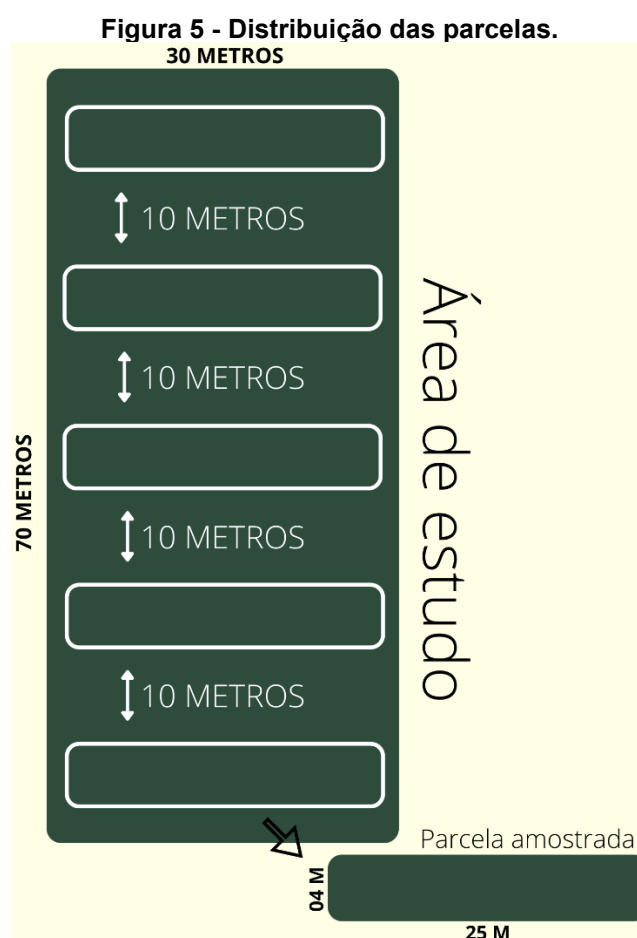 Figura 5 - Distribuição das parcelas.
30 METROS
10 METROS
10 METROS
10 METROS
10 METROS
70 METROS
Área de estudo
Parcela amostrada
04 M
25 M